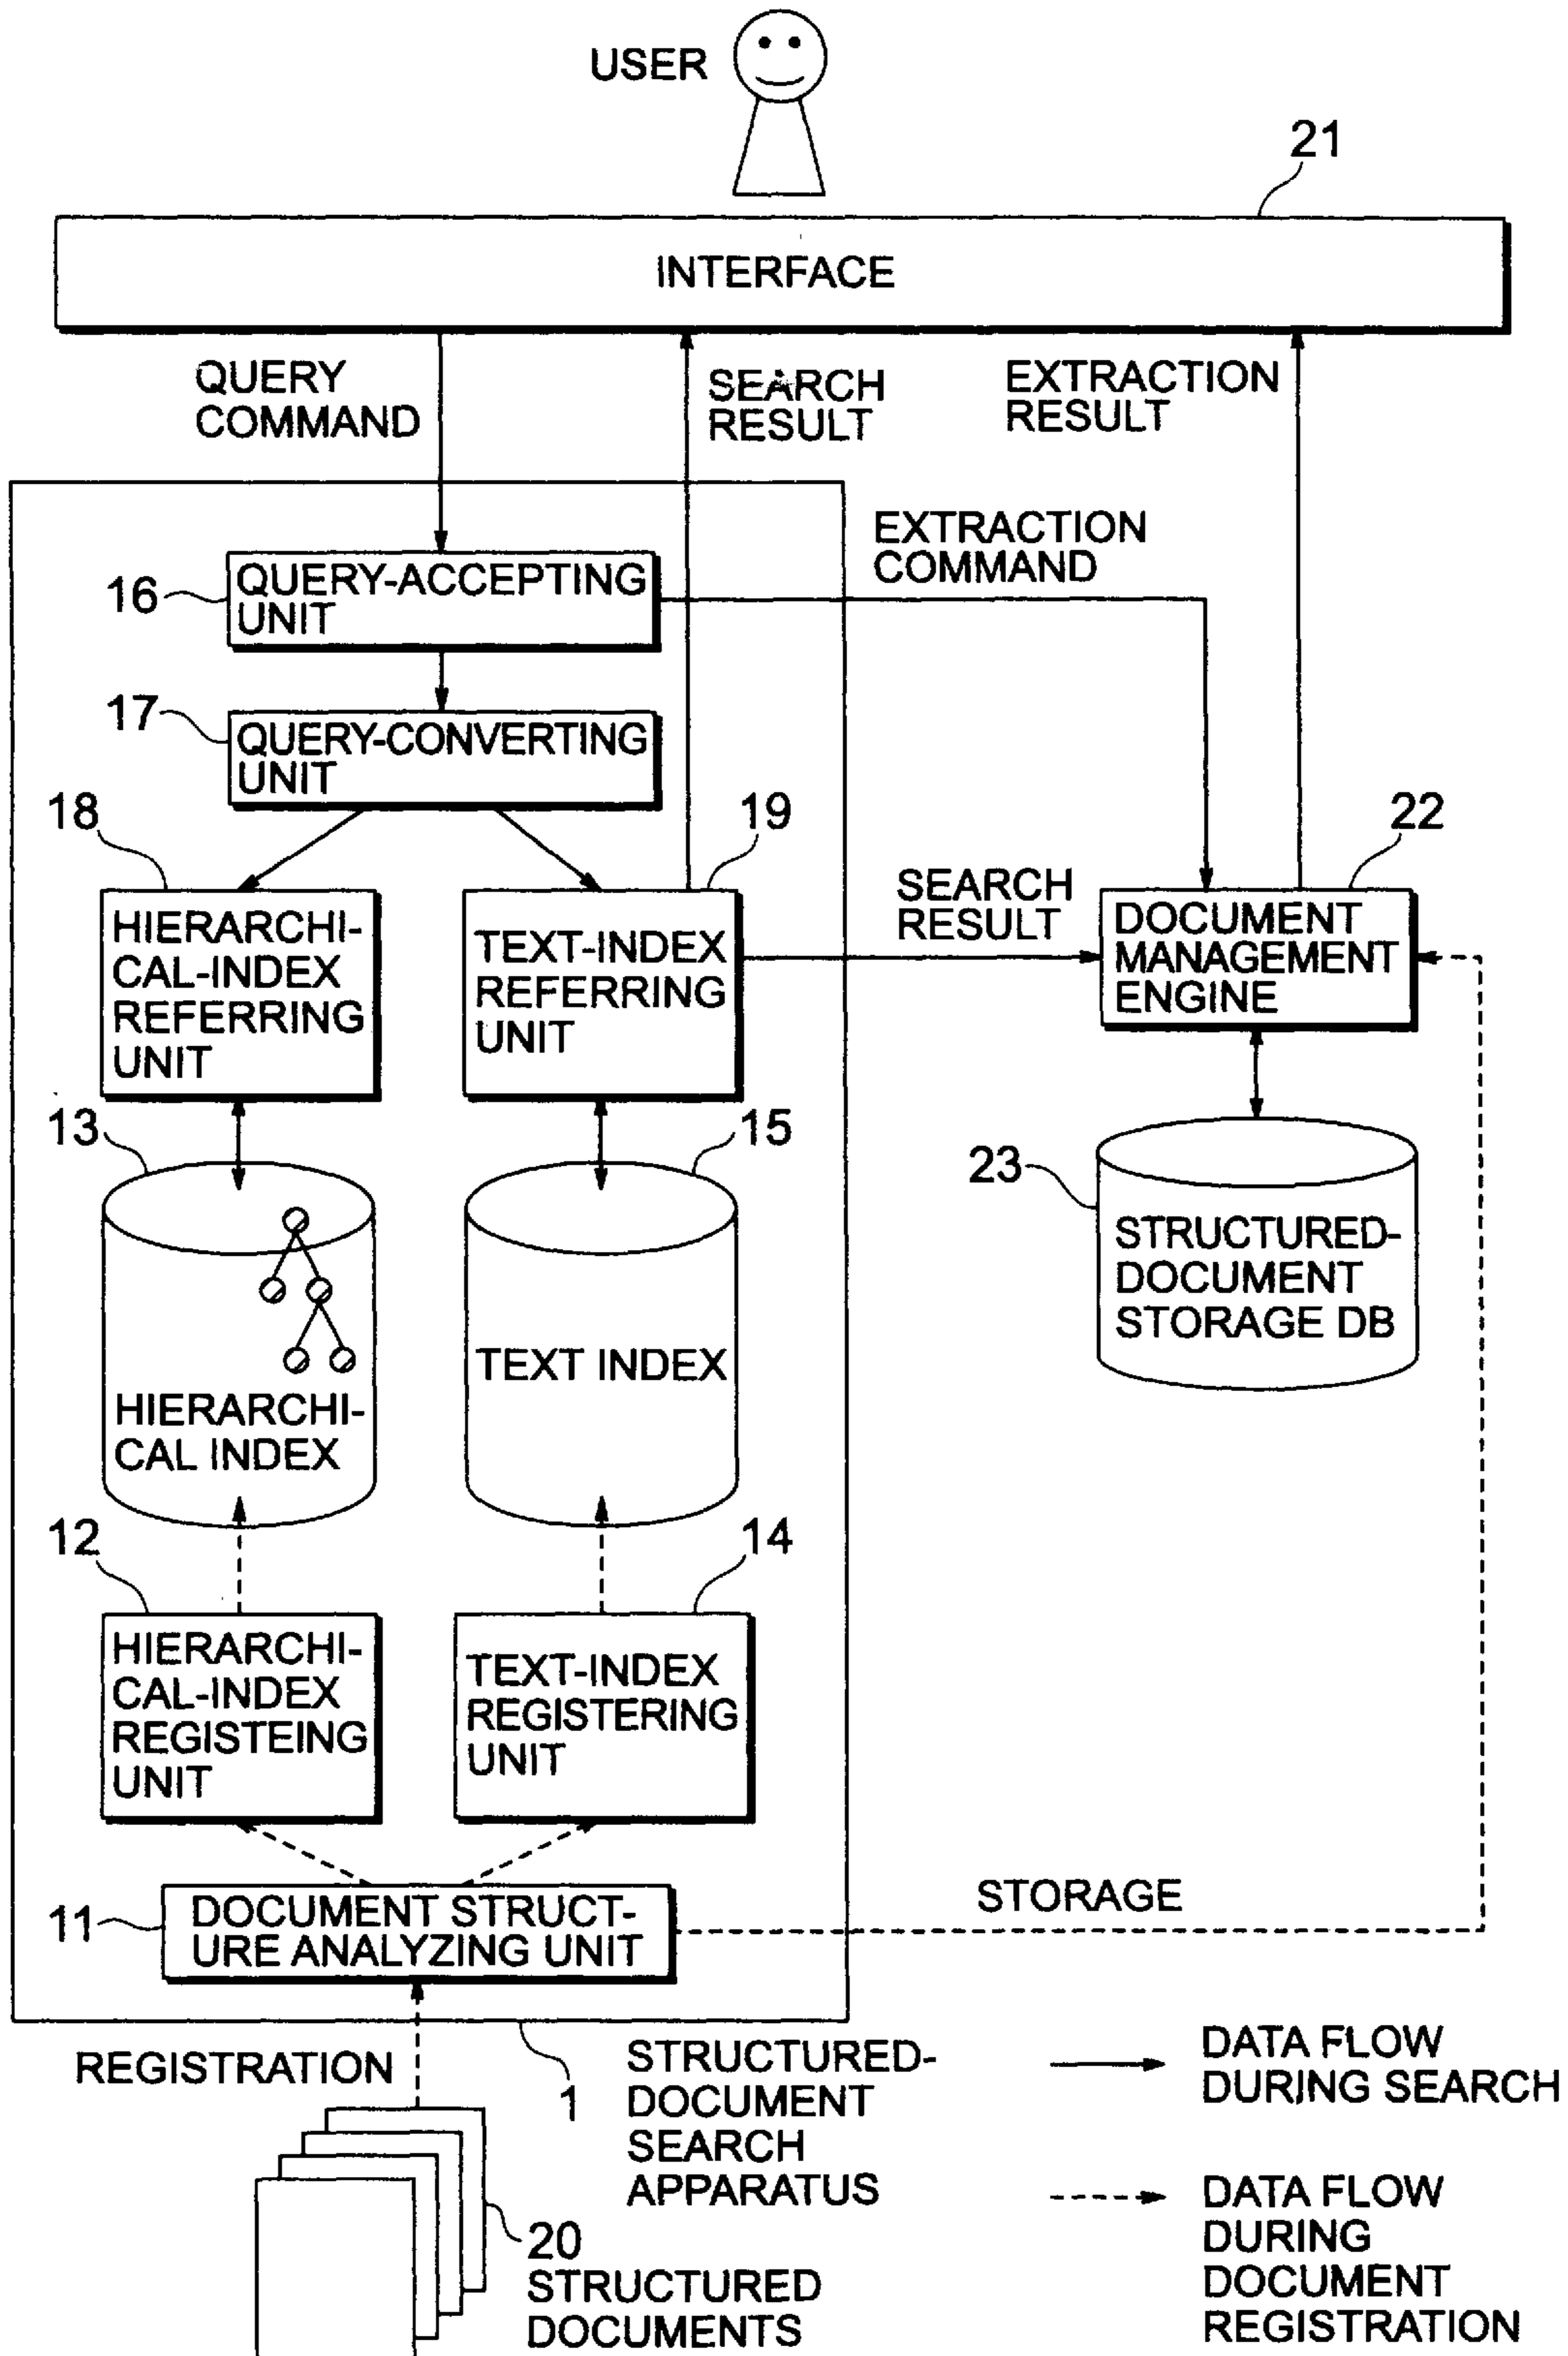 USER
21
INTERFACE
QUERY
COMMAND
SEARCH
RESULT
EXTRACTION
RESULT
EXTRACTION
COMMAND
16
QUERY-ACCEPTING
UNIT
17
QUERY-CONVERTING
UNIT
18
HIERARCHI-
CAL-INDEX
REFERRING
UNIT
19
TEXT-INDEX
REFERRING
UNIT
SEARCH
RESULT
22
DOCUMENT
MANAGEMENT
ENGINE
13
HIERARCHI-
CAL INDEX
15
TEXT INDEX
23
STRUCTURED-
DOCUMENT
STORAGE DB
12
HIERARCHI-
CAL-INDEX
REGISTEING
UNIT
14
TEXT-INDEX
REGISTERING
UNIT
11
DOCUMENT STRUCT-
URE ANALYZING UNIT
STORAGE
REGISTRATION
1
STRUCTURED-
DOCUMENT
SEARCH
APPARATUS
20
STRUCTURED
DOCUMENTS
DATA FLOW
DURING SEARCH
DATA FLOW
DURING
DOCUMENT
REGISTRATION